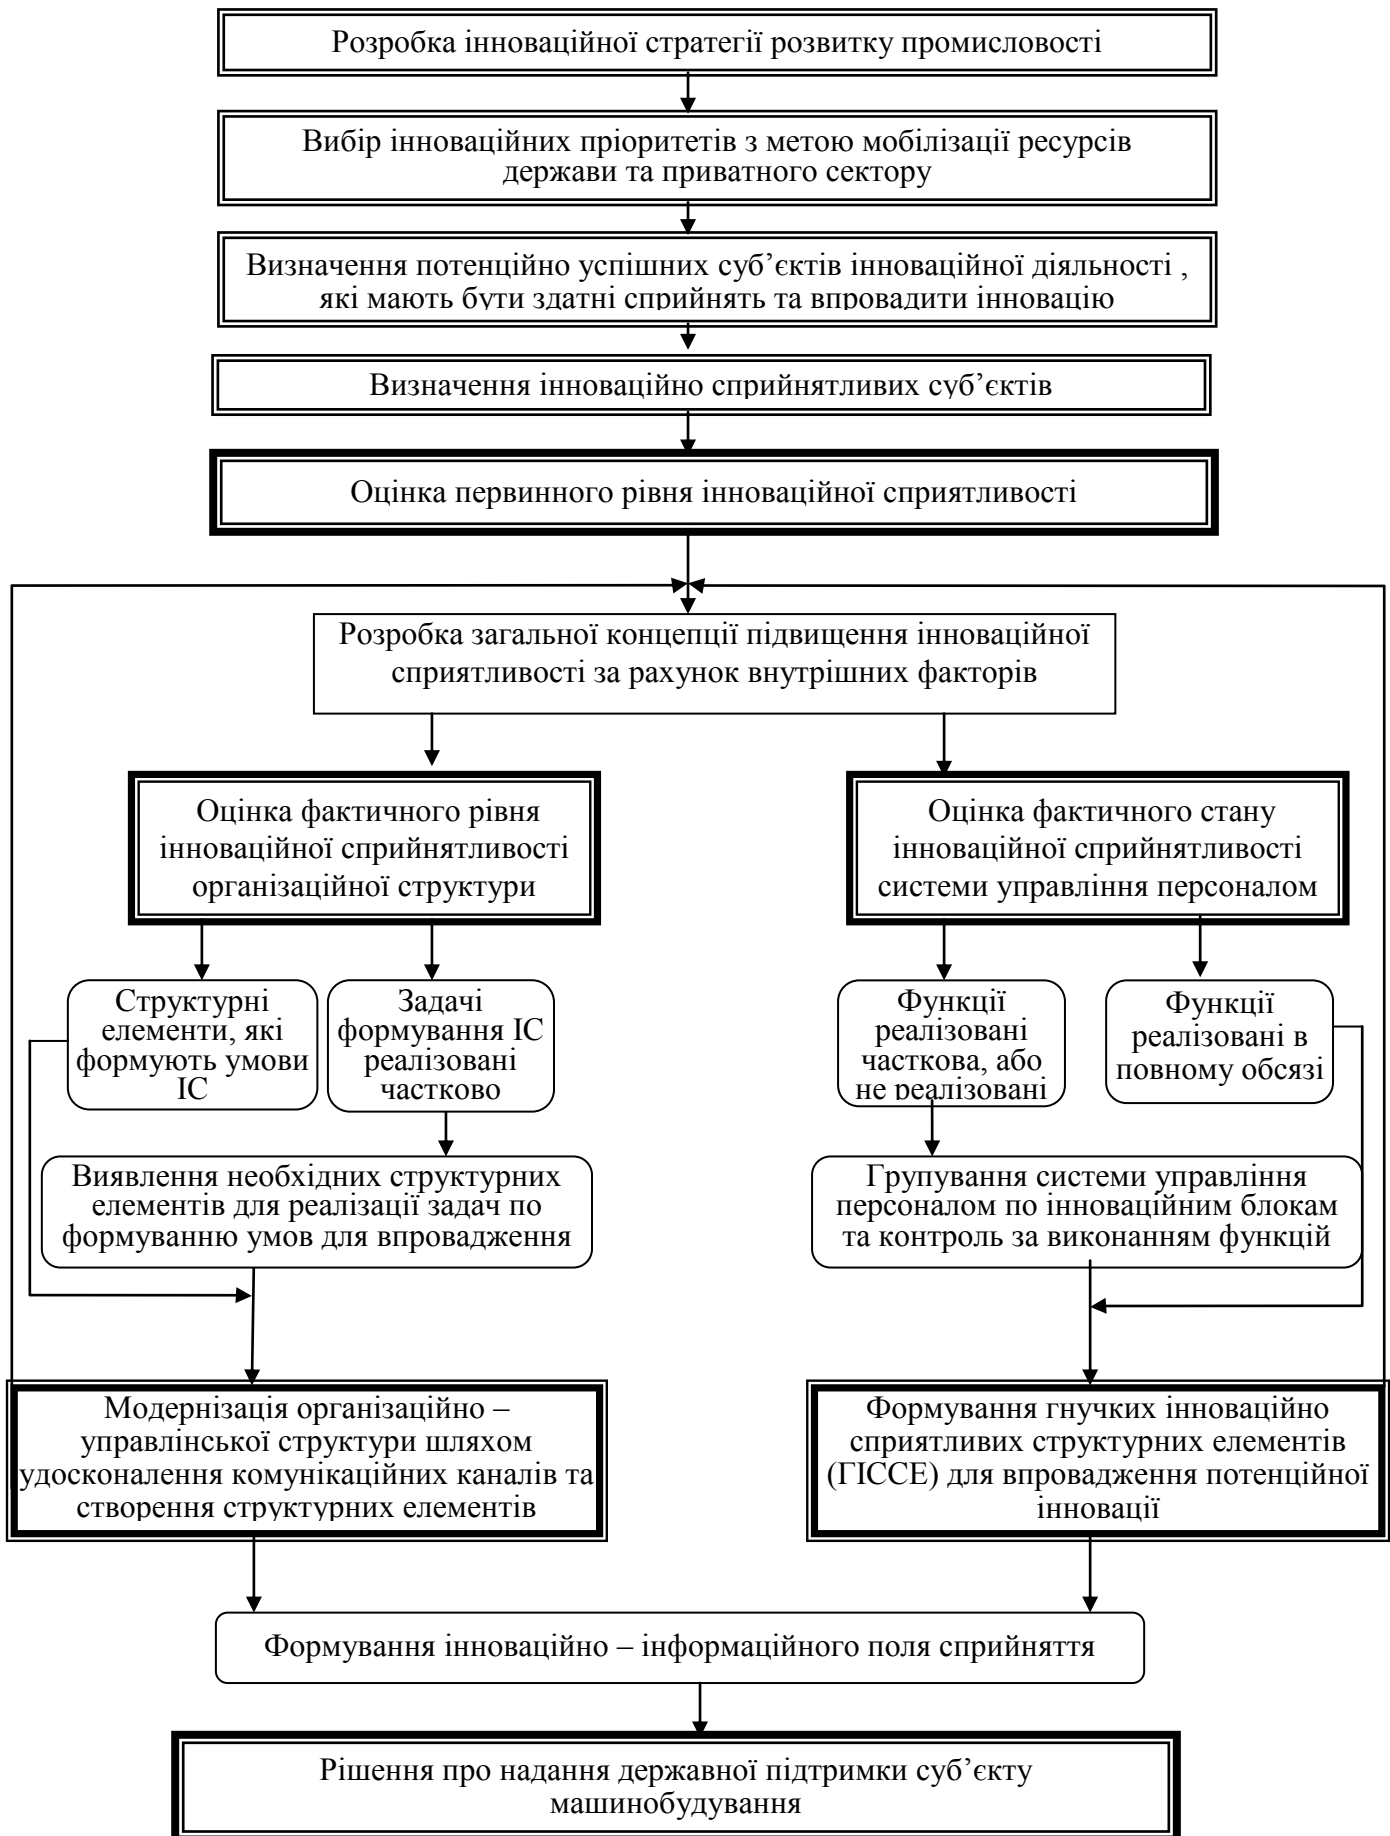 Розробка інноваційної стратегії розвитку промисловості
Вибір інноваційних пріоритетів з метою мобілізації ресурсів
держави та приватного сектору
Визначення потенційно успішних суб’єктів інноваційної діяльності ,
які мають бути здатні сприйнять та впровадити інновацію
Визначення інноваційно сприйнятливих суб’єктів
Оцінка первинного рівня інноваційної сприятливості
Розробка загальної концепції підвищення інноваційної
сприятливості за рахунок внутрішних факторів
Оцінка фактичного рівня
інноваційної сприйнятливості
організаційної структури
Оцінка фактичного стану
інноваційної сприйнятливості
системи управління персоналом
Структурні
елементи, які
формують умови
ІС
Задачі
формування ІС
реалізовані
частково
Функції
реалізовані
часткова, або
не реалізовані
Функції
реалізовані в
повному обсязі
Виявлення необхідних структурних
елементів для реалізації задач по
формуванню умов для впровадження
Групування системи управління
персоналом по інноваційним блокам
та контроль за виконанням функцій
Модернізація організаційно –
управлінської структури шляхом
удосконалення комунікаційних каналів та
створення структурних елементів
Формування гнучких інноваційно
сприятливих структурних елементів
(ГІССЕ) для впровадження потенційної
інновації
Формування інноваційно – інформаційного поля сприйняття
Рішення про надання державної підтримки суб’єкту
машинобудування